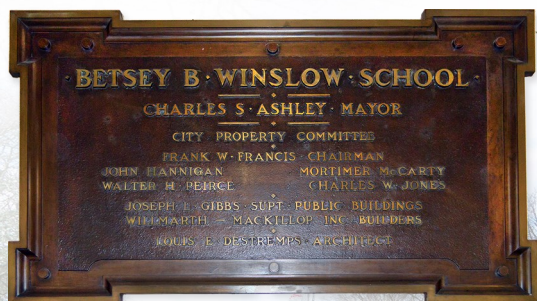 BETSEY B·WINSLOW·SCHOOL
CHARLES S·ASHLEY·MAYOR
CITY PROPERTY COMMITTEE
FRANK W·FRANCIS CHAIRMAN
JOHN HANNIGAN MORTIMER McCARTY
WALTER H PEIRCE CHARLES W·JONES
JOSEPH L GIBBS·SUPT·PUBLIC BUILDINGS
WILMARTH - MACKILLOP INC BUILDERS
LOUIS E DESTREMPS·ARCHITECT